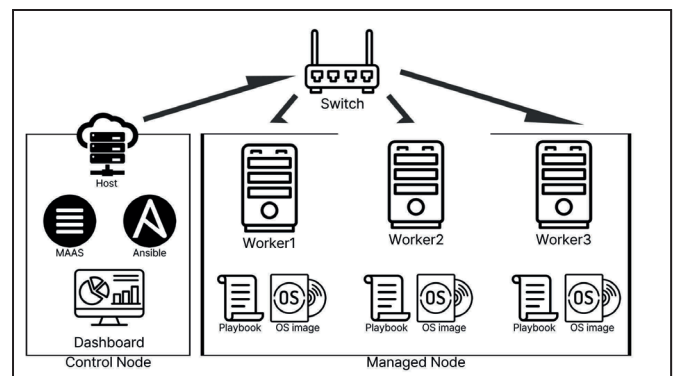 Switch
Host
MAAS
Ansible
Dashboard
Control Node
Worker1
Worker2
Worker3
Playbook
OS
OS image
Playbook
OS
OS image
Playbook
OS
OS image
Managed Node